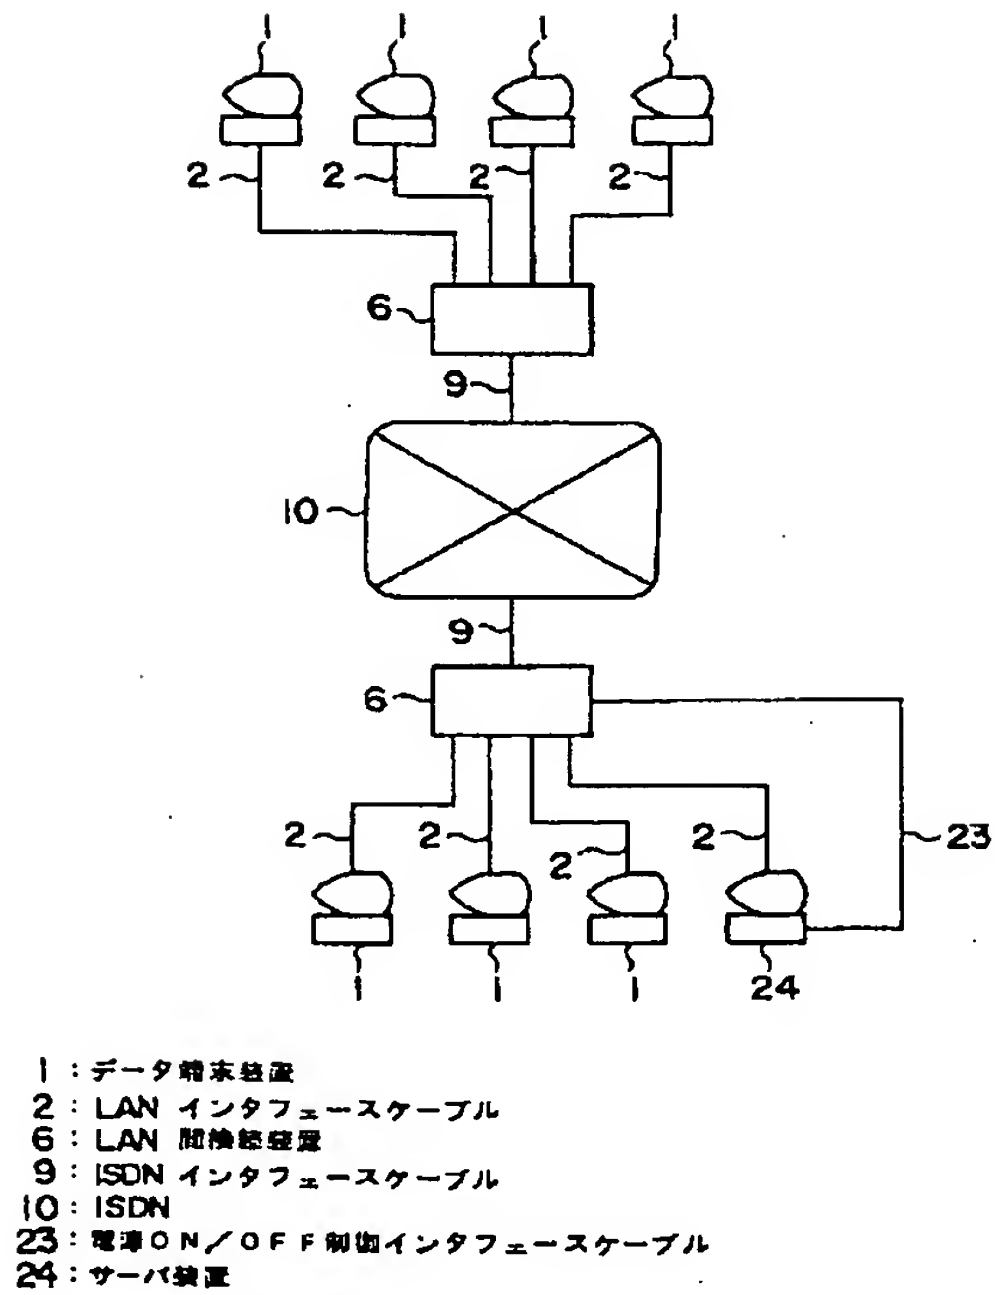 1 1 1 1
2 2 2 2
6
9
10
9
6
2 2 2 2 23
1 1 1 24
1:データ端末装置
2:LAN インタフェースケーブル
6:LAN 間接続装置
9:ISDN インタフェースケーブル
10:ISDN
23:電源ON/OFF制御インタフェースケーブル
24:サーバ装置